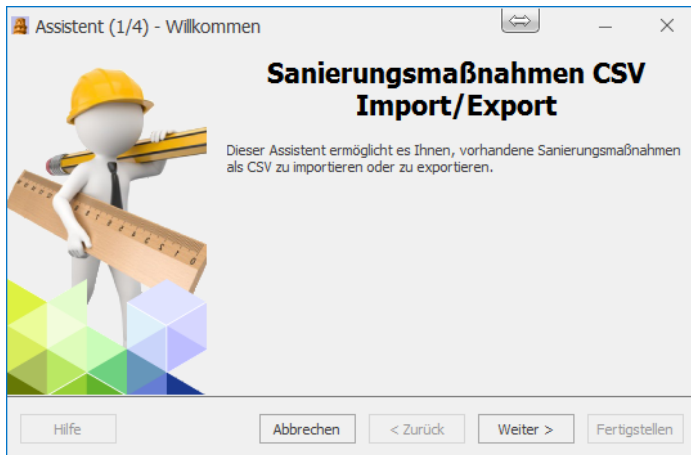 Assistent (1/4) - Willkommen
Sanierungsmaßnahmen CSV
Import/Export
Dieser Assistent ermöglicht es Ihnen, vorhandene Sanierungsmaßnahmen
als CSV zu importieren oder zu exportieren.
Hilfe
Abbrechen
< Zurück
Weiter >
Fertigstellen